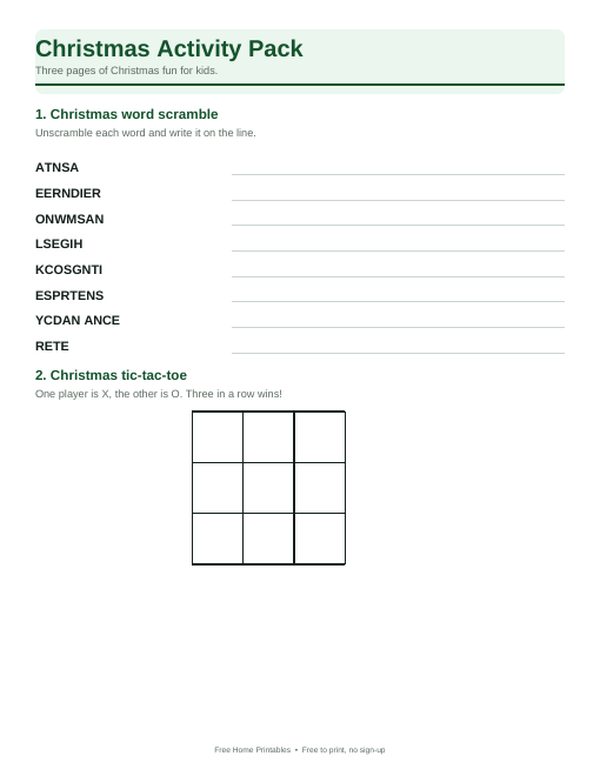 Christmas Activity Pack
Three pages of Christmas fun for kids.
1. Christmas word scramble
Unscramble each word and write it on the line.
ATNSA
EERNDIER
ONWMSAN
LSEGIH
KCOSGNTI
ESPRTENS
YCDAN ANCE
RETE
2. Christmas tic-tac-toe
One player is X, the other is O. Three in a row wins!
Free Home Printables • Free to print, no sign-up